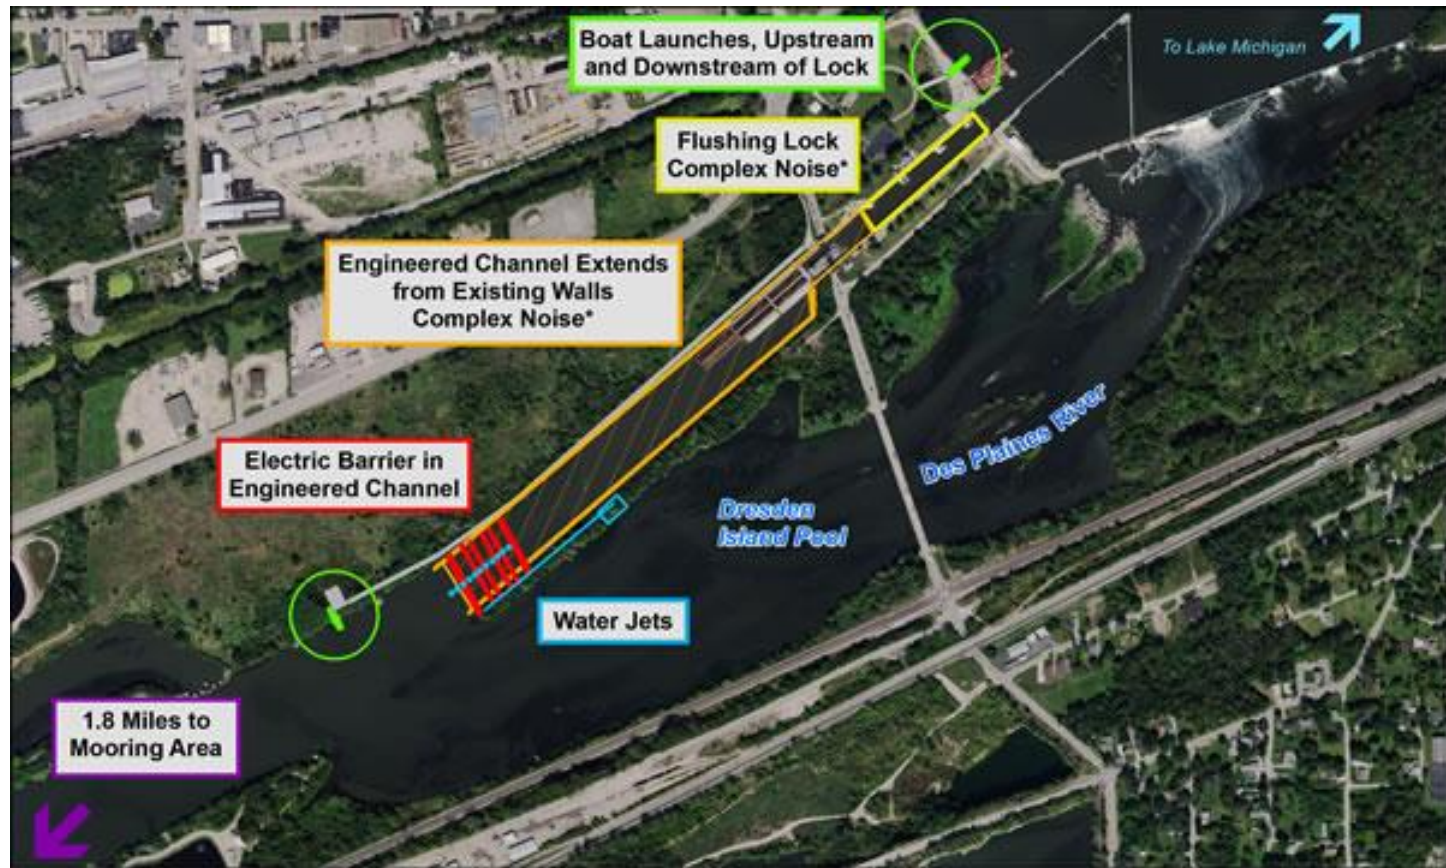 Boat Launches, Upstream
and Downstream of Lock
To Lake Michigan
Flushing Lock
Complex Noise*
Engineered Channel Extends
from Existing Walls
Complex Noise*
Electric Barrier in
Engineered Channel
Des Plaines River
Dresden
Island Pool
Water Jets
1.8 Miles to
Mooring Area